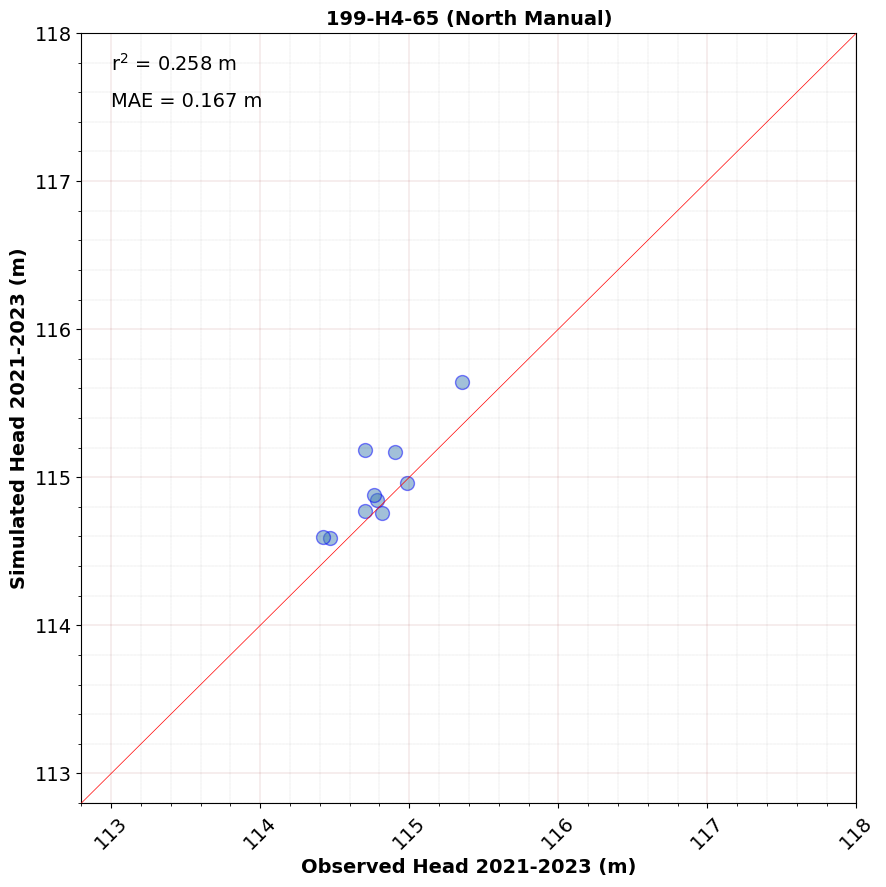 199-H4-65 (North Manual)
r² = 0.258 m
MAE = 0.167 m
118
117
116
115
114
113
Simulated Head 2021-2023 (m)
113
114
115
116
117
118
Observed Head 2021-2023 (m)